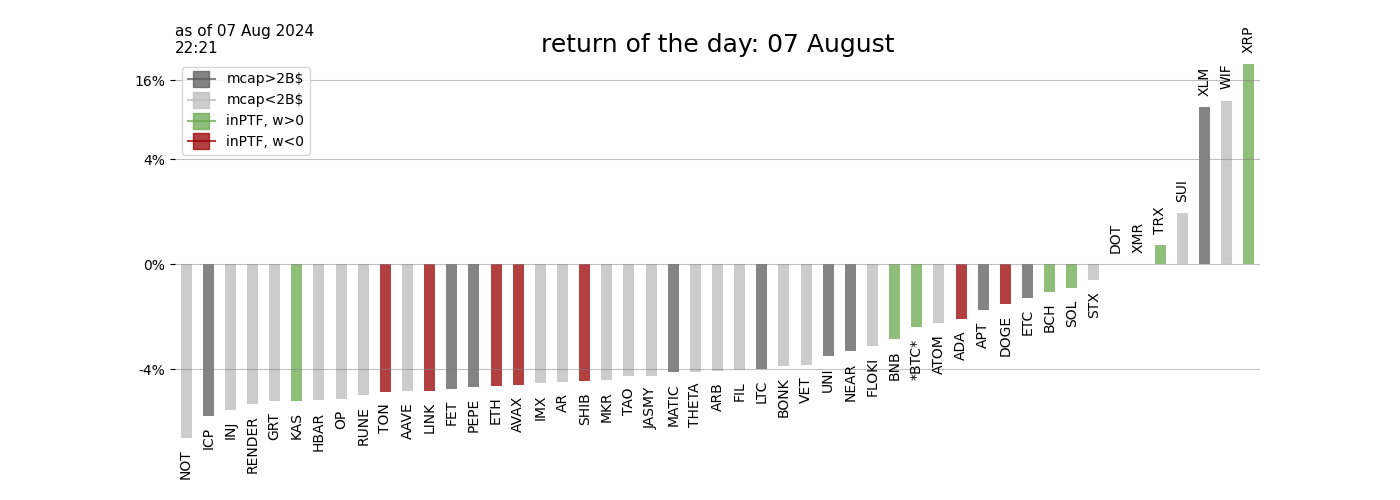 as of 07 Aug 2024
22:21
return of the day: 07 August
mcap>2B$
mcap<2B$
inPTF, w>0
inPTF, w<0
16%
4%
0%
-4%
NOT
ICP
INJ
RENDER
GRT
KAS
HBAR
OP
RUNE
TON
AAVE
LINK
FET
PEPE
ETH
AVAX
IMX
AR
SHIB
MKR
TAO
JASMY
MATIC
THETA
ARB
FIL
LTC
BONK
VET
UNI
NEAR
FLOKI
BNB
*BTC*
ATOM
ADA
APT
DOGE
ETC
BCH
SOL
STX
DOT
XMR
TRX
SUI
XLM
WIF
XRP